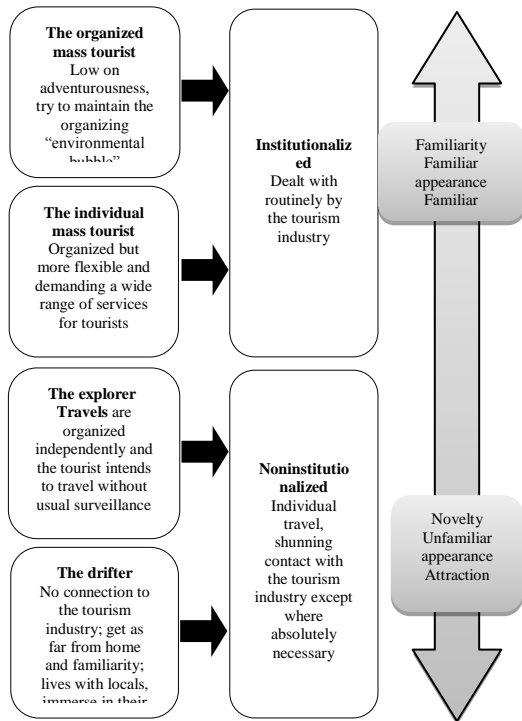 The organized mass tourist
Low on
adventurousness,
try to maintain the
organizing
“environmental
bubble”
The individual
mass tourist
Organized but
more flexible and
demanding a wide
range of services
for tourists
The explorer
Travels are
organized
independently and
the tourist intends
to travel without
usual surveillance
The drifter
No connection to
the tourism
industry; get as
far from home
and familiarity;
lives with locals,
immerse in their
Institutionaliz
ed
Dealt with
routinely by
the tourism
industry
Noninstitutio
nalized
Individual
travel,
shunning
contact with
the tourism
industry except
where
absolutely
necessary
Familiarity
Familiar
appearance
Familiar
Novelty
Unfamiliar
appearance
Attraction